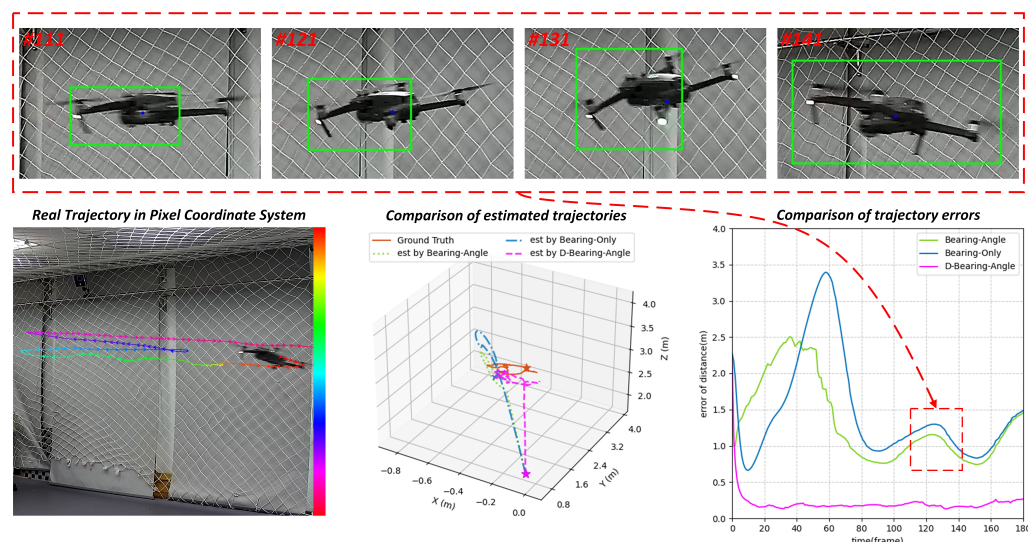 #111
#121
#131
#141
Real Trajectory in Pixel Coordinate System
Comparison of estimated trajectories
Ground Truth
est by Bearing-Angle
est by Bearing-Only
est by D-Bearing-Angle
4.0
3.5
3.0
2.5
2.0
Z (m)
4.0
3.2
2.4
1.6
0.8
Y (m)
−0.8
−0.6
−0.4
−0.2
0.0
X (m)
Comparison of trajectory errors
Bearing-Angle
Bearing-Only
D-Bearing-Angle
4.0
3.5
3.0
2.5
2.0
1.5
1.0
0.5
0.0
error of distance(m)
0 20 40 60 80 100 120 140 160 180
time(frame)